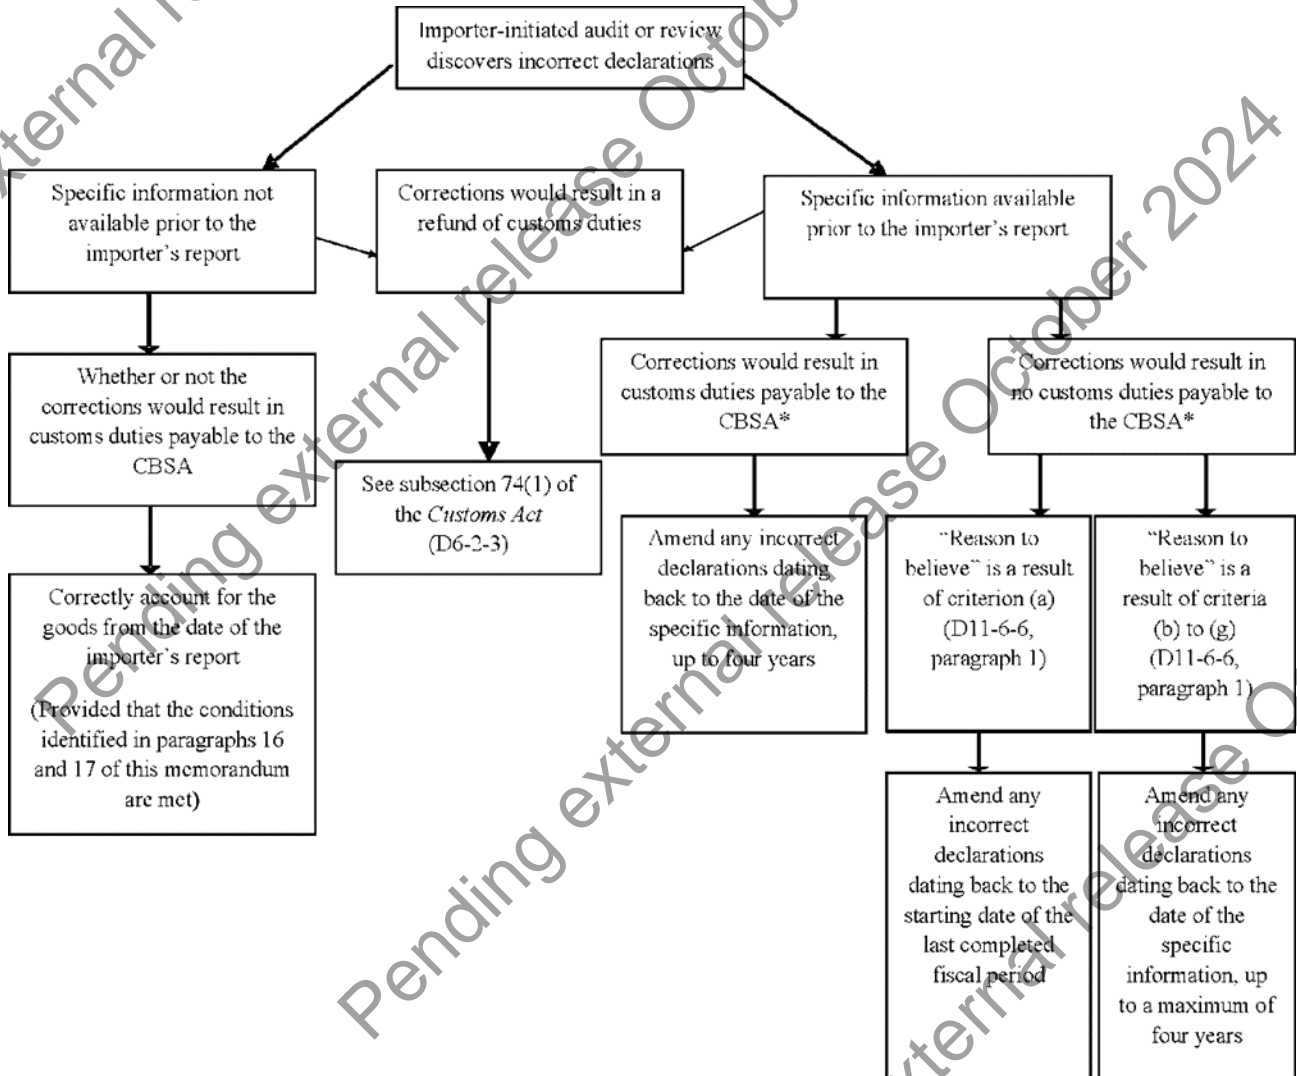 Importer-initiated audit or review
discovers incorrect declarations
Specific information not
available prior to the
importer's report
Corrections would result in a
refund of customs duties
Specific information available
prior to the importer's report
Whether or not the
corrections would result in
customs duties payable to the
CBSA
Corrections would result in
customs duties payable to the
CBSA*
Corrections would result in
no customs duties payable to
the CBSA*
See subsection 74(1) of
the Customs Act
(D6-2-3)
Amend any incorrect
declarations dating
back to the date of the
specific information,
up to four years
"Reason to
believe" is a result
of criterion (a)
(D11-6-6,
paragraph 1)
"Reason to
believe" is a
result of criteria
(b) to (g)
(D11-6-6,
paragraph 1)
Correctly account for the
goods from the date of the
importer's report
(Provided that the conditions
identified in paragraphs 16
and 17 of this memorandum
are met)
Amend any
incorrect
declarations
dating back to the
starting date of the
last completed
fiscal period
Amend any
incorrect
declarations
dating back to the
date of the
specific
information, up
to a maximum of
four years
external re
Pending external release October
Pending external release October 2024
external release O